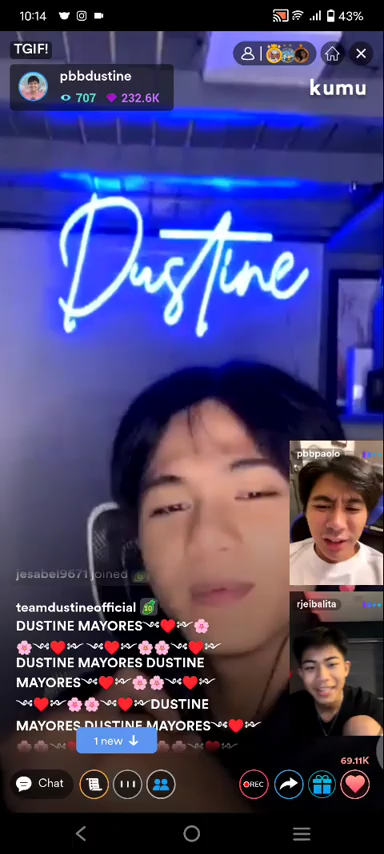 10:14
43%
TGIF!
pbbdustine
707
232.6K
kumu
Dustine
pbbpaolo
jesabel9671 joined
teamdustineofficial
DUSTINE MAYORES
DUSTINE MAYORES DUSTINE
MAYORES
DUSTINE
MAYORES DUSTINE MAYORES
rjeibalita
1 new
69.11K
Chat
REC